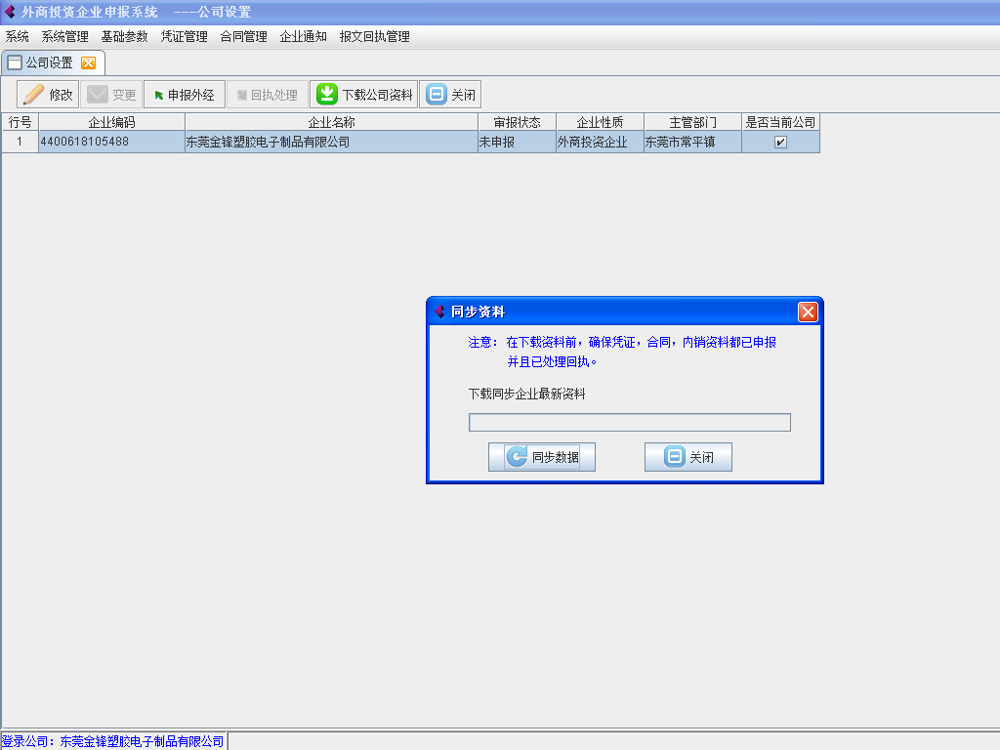 外商投资企业申报系统 ---公司设置
系统 系统管理 基础参数 凭证管理 合同管理 企业通知 报文回执管理
公司设置
修改 变更 申报外经 回执处理 下载公司资料 关闭
行号 企业编码 企业名称 审报状态 企业性质 主管部门 是否当前公司
1 4400618105488 东莞金锋塑胶电子制品有限公司 未申报 外商投资企业 东莞市常平镇
同步资料
注意: 在下载资料前，确保凭证，合同，内销资料都已申报
并且已处理回执。
下载同步企业最新资料
同步数据 关闭
登录公司: 东莞金锋塑胶电子制品有限公司